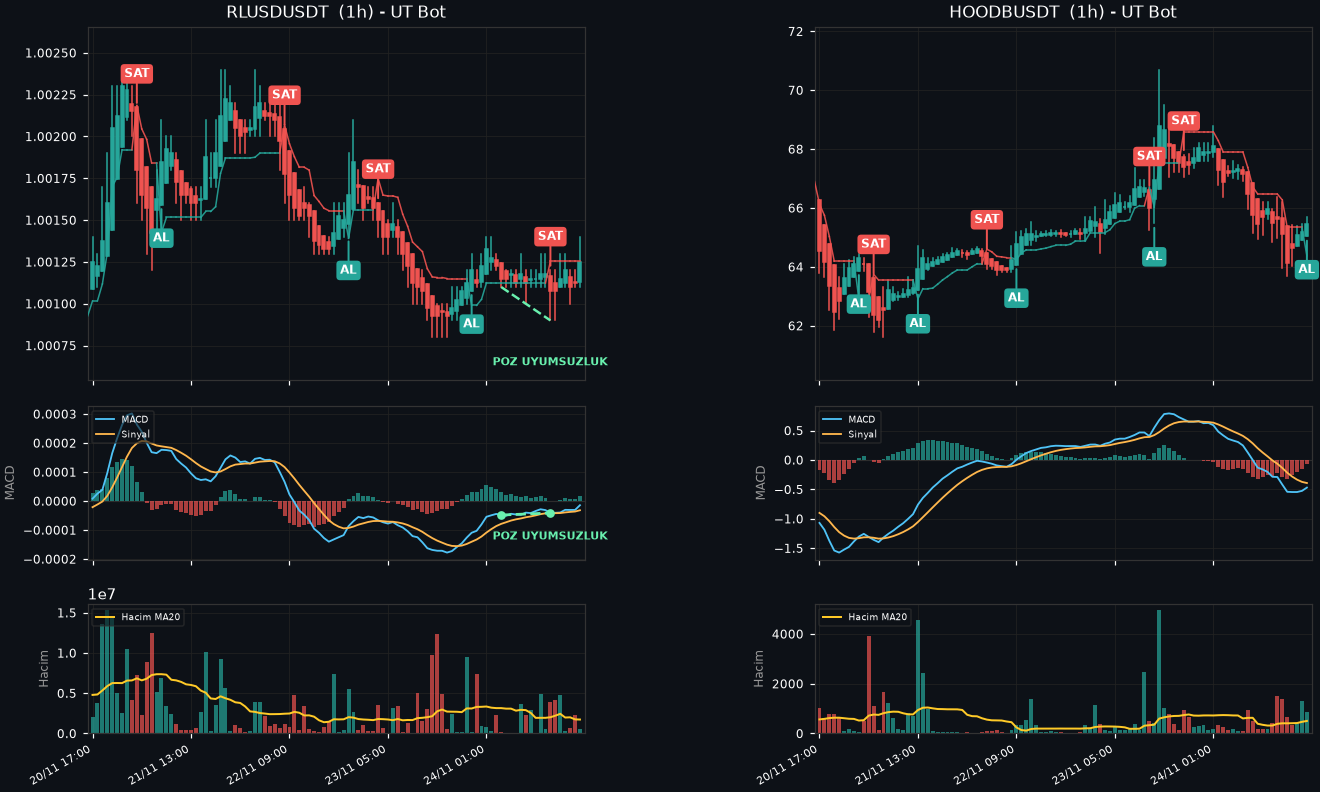 RLUSDUSDT (1h) - UT Bot
1.00250
1.00225
1.00200
1.00175
1.00150
1.00125
1.00100
1.00075
SAT
AL
SAT
AL
SAT
AL
SAT
POZ UYUMSUZLUK
MACD
0.0003
0.0002
0.0001
0.0000
−0.0001
−0.0002
MACD
Sinyal
POZ UYUMSUZLUK
Hacim
1e7
1.5
1.0
0.5
0.0
Hacim MA20
20/11 17:00
21/11 13:00
22/11 09:00
23/11 05:00
24/11 01:00
HOODBUSDT (1h) - UT Bot
72
70
68
66
64
62
AL
SAT
AL
SAT
AL
SAT
AL
SAT
AL
MACD
0.5
0.0
−0.5
−1.0
−1.5
MACD
Sinyal
Hacim
4000
2000
0
Hacim MA20
20/11 17:00
21/11 13:00
22/11 09:00
23/11 05:00
24/11 01:00